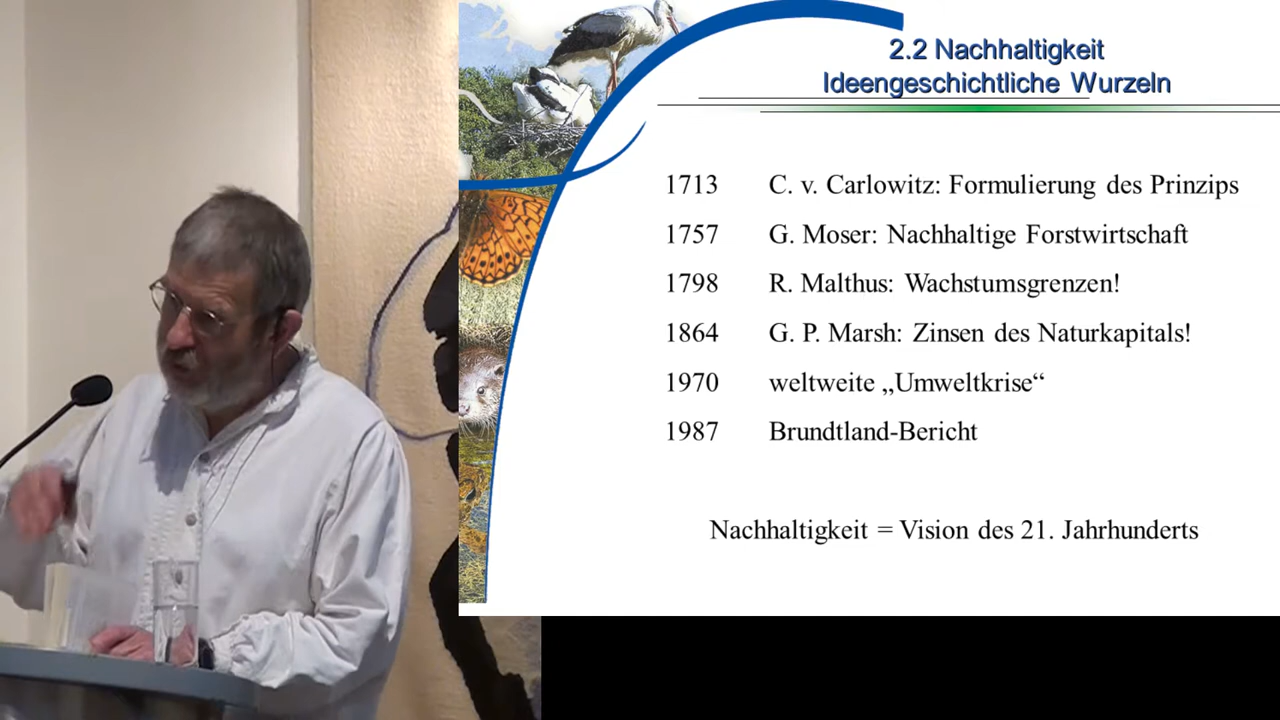 2.2 Nachhaltigkeit
Ideengeschichtliche Wurzeln
1713 C. v. Carlowitz: Formulierung des Prinzips
1757 G. Moser: Nachhaltige Forstwirtschaft
1798 R. Malthus: Wachstumsgrenzen!
1864 G. P. Marsh: Zinsen des Naturkapitals!
1970 weltweite „Umweltkrise“
1987 Brundtland-Bericht
Nachhaltigkeit = Vision des 21. Jahrhunderts